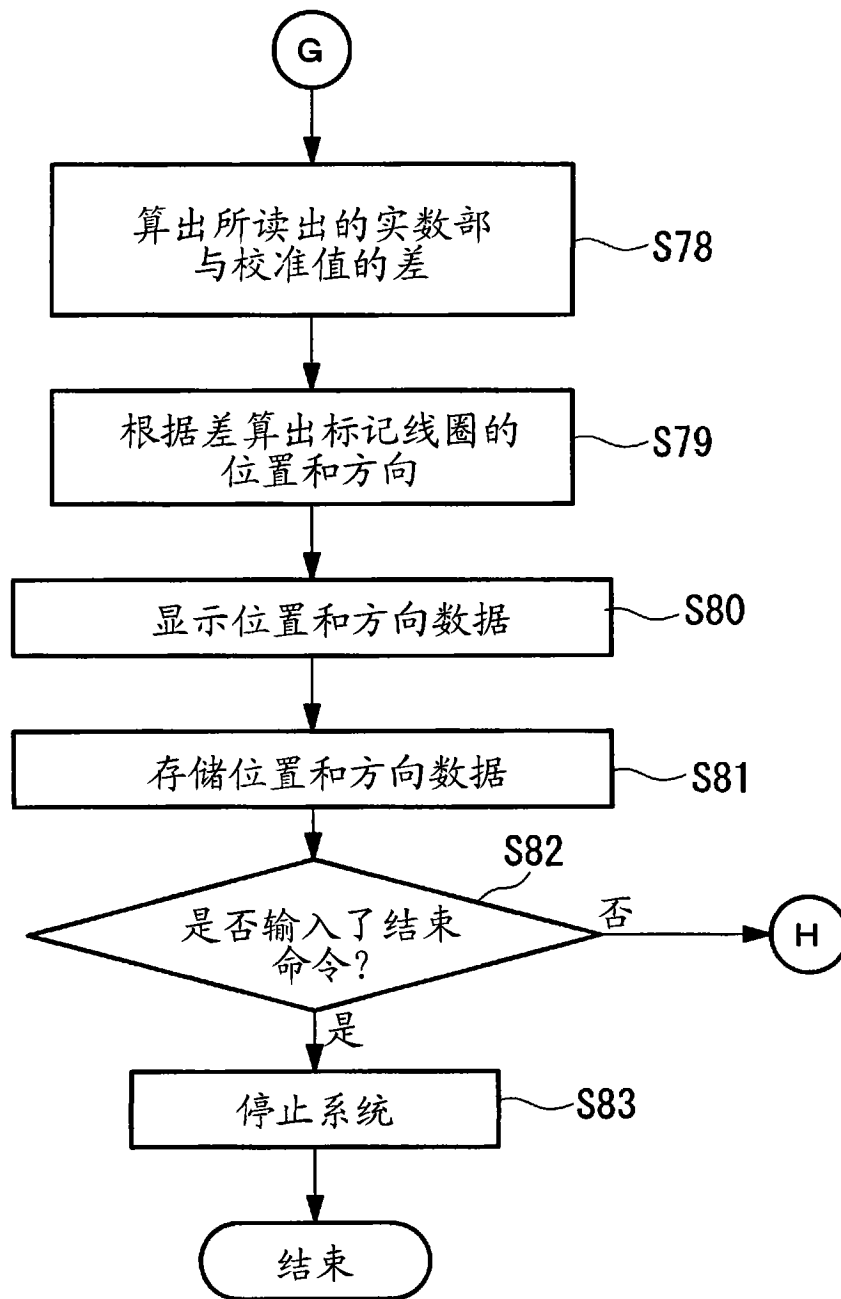 G
算出所读出的实数部
与校准值的差
S78
根据差算出标记线圈的
位置和方向
S79
显示位置和方向数据
S80
存储位置和方向数据
S81
S82
是否输入了结束
命令?
否
H
是
停止系统
S83
结束